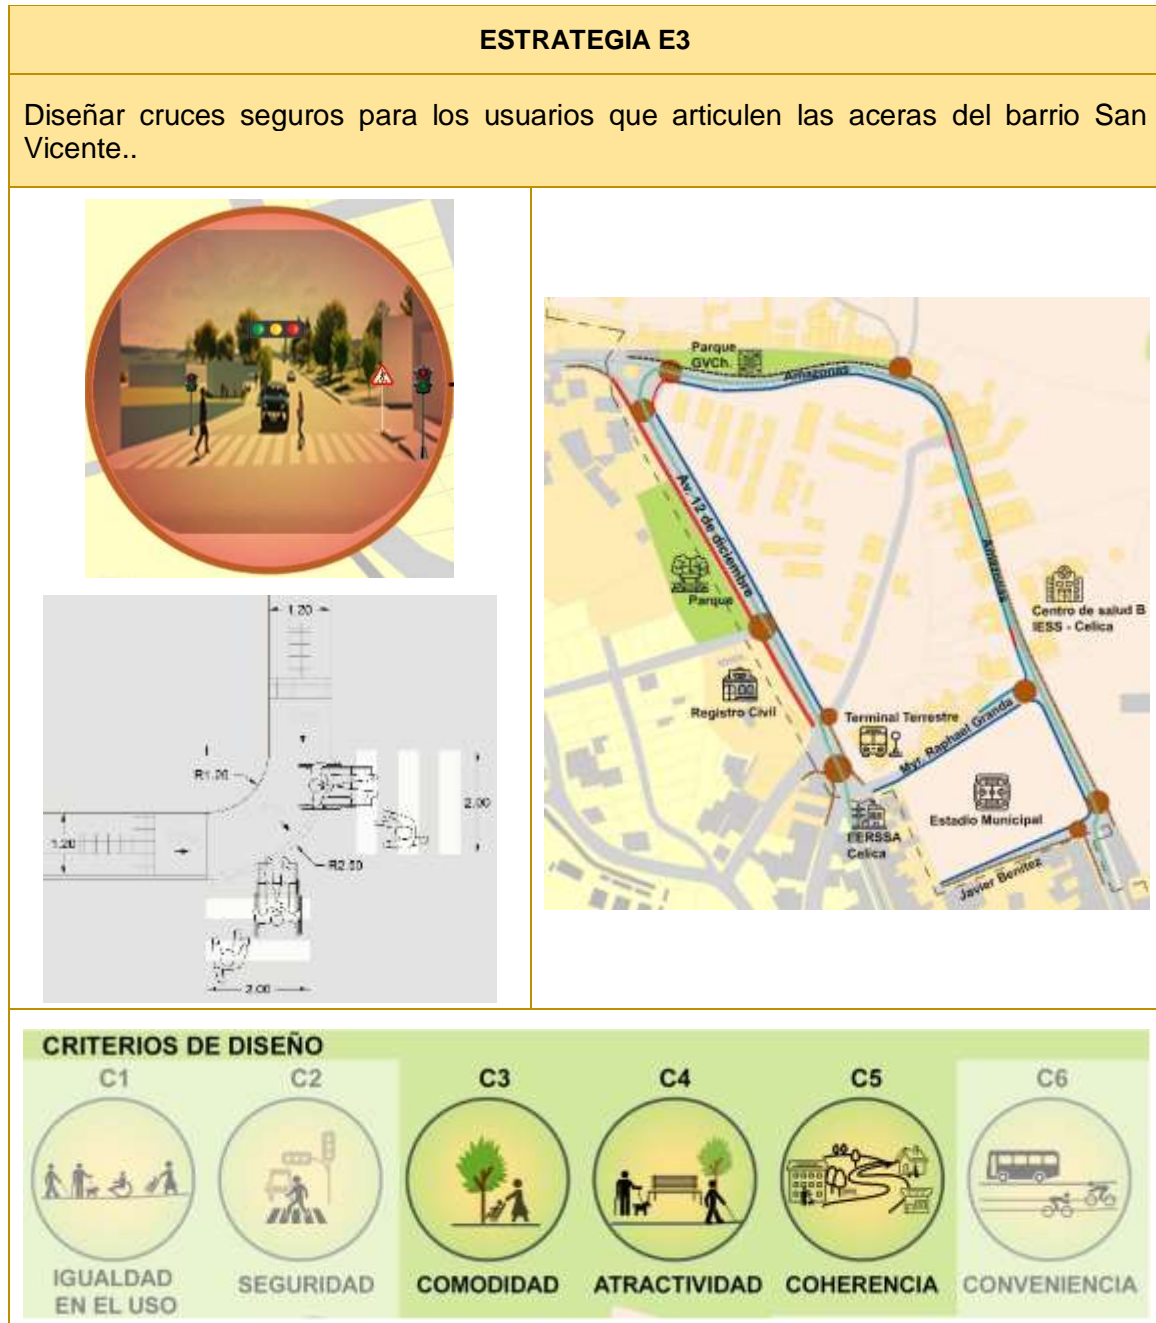 ESTRATEGIA E3
Diseñar cruces seguros para los usuarios que articulen las aceras del barrio San
Vicente..
1.20
R1.00
1.20
2.00
R2.50
2.00
Parque
GVCh.
Amazonas
Av. 12 de diciembre
Parque
Amazonas
Centro de salud B
IESS - Celica
Registro Civil
Terminal Terrestre
Myr. Raphael Granda
Estadio Municipal
FERSSA
Celica
Javier Benítez
CRITERIOS DE DISEÑO
C1
C2
C3
C4
C5
C6
IGUALDAD
EN EL USO
SEGURIDAD
COMODIDAD
ATRACTIVIDAD
COHERENCIA
CONVENIENCIA